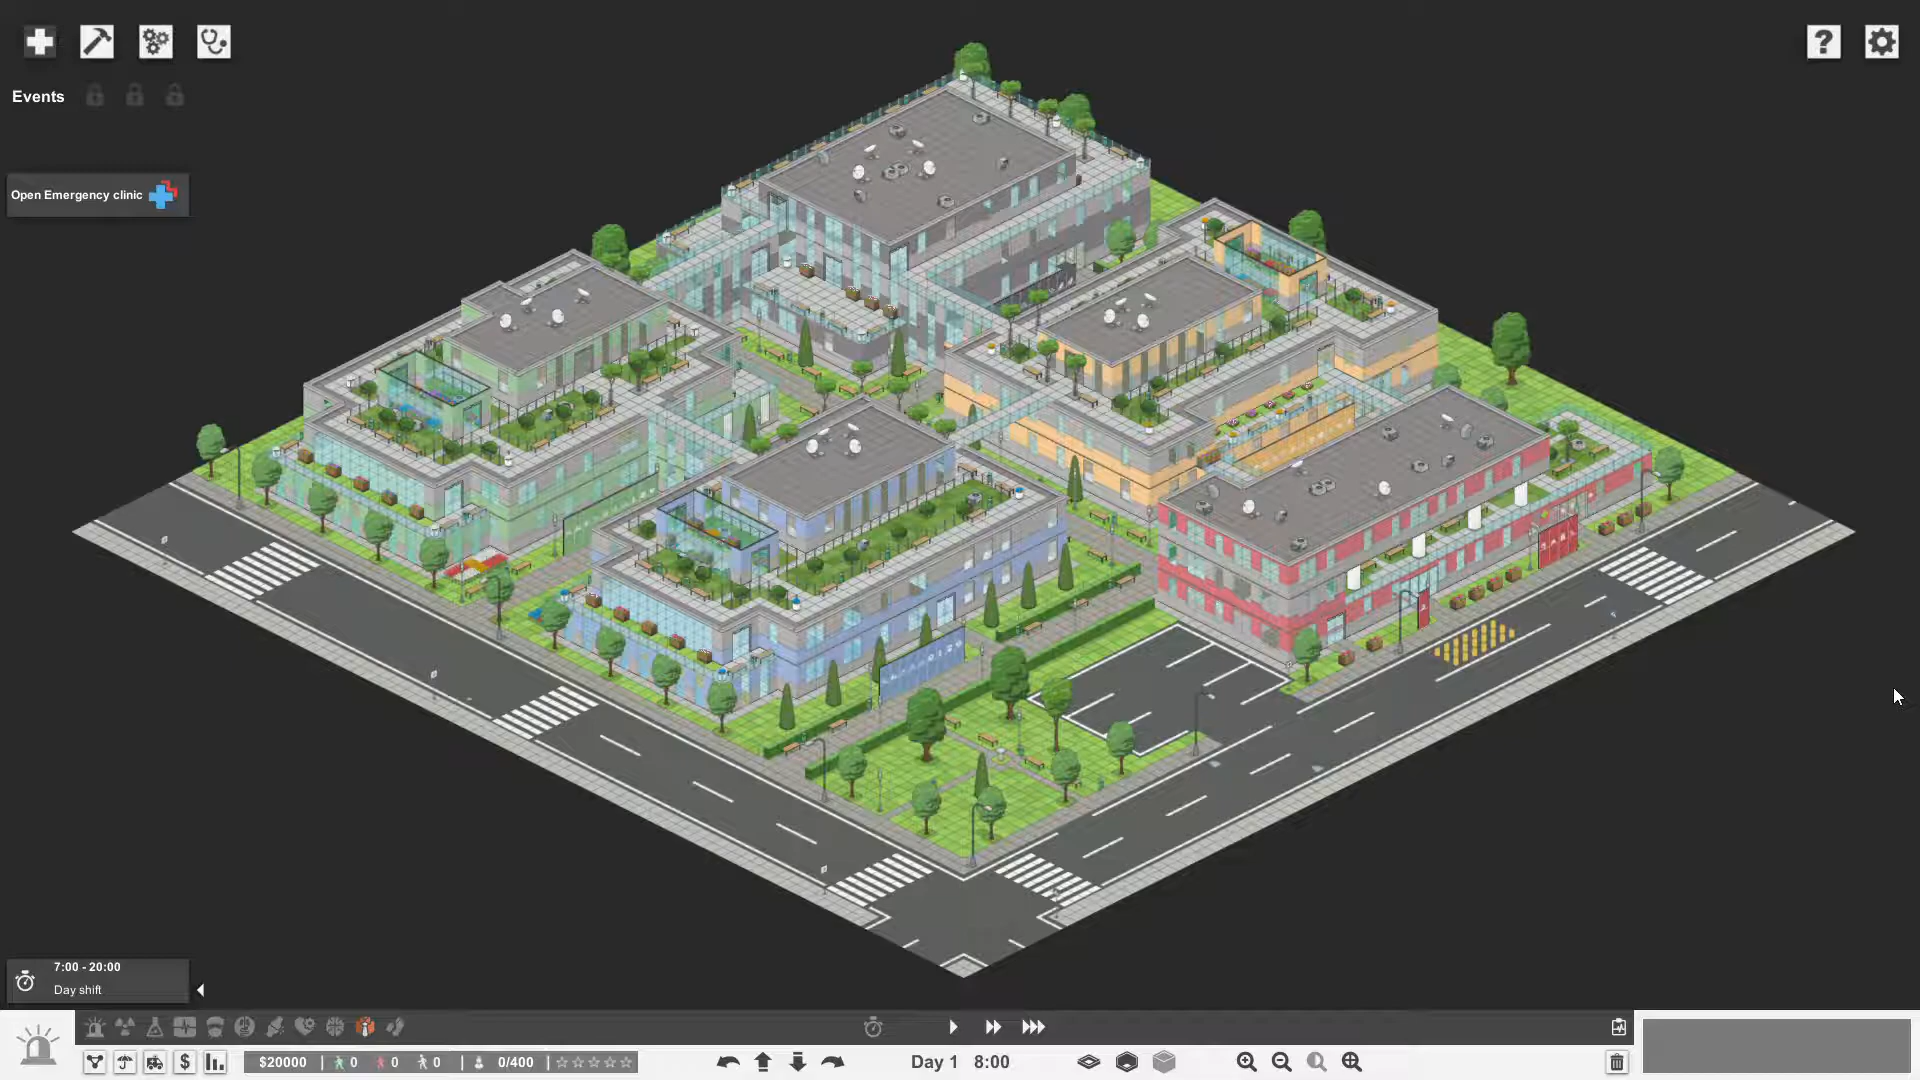 Events
Open Emergency clinic
7:00 - 20:00
Day shift
$20000 | 0 0 0 | 0/400 |
Day 1 8:00